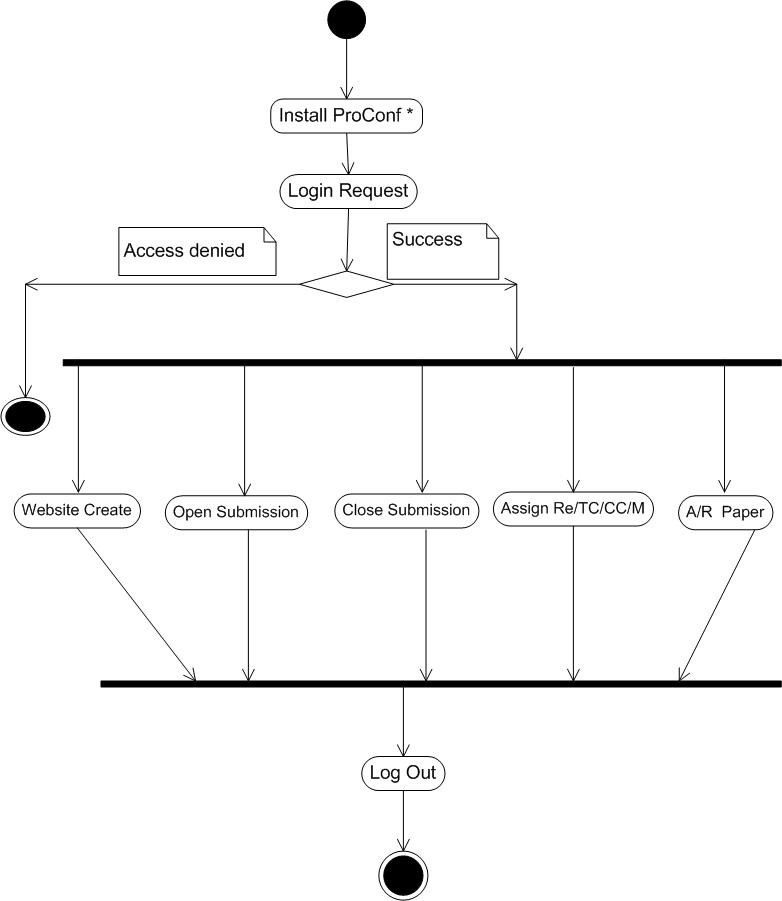 Install ProConf *
Login Request
Access denied
Success
Website Create
Open Submission
Close Submission
Assign Re/TC/CC/M
A/R  Paper
Log Out